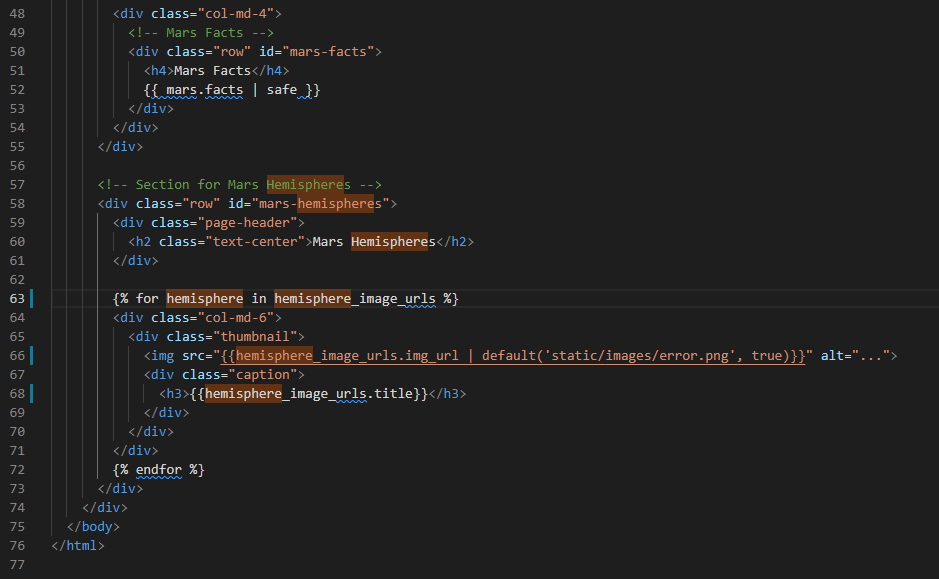 48 <div class="col-md-4">
49 <!-- Mars Facts -->
50 <div class="row" id="mars-facts">
51 <h4>Mars Facts</h4>
52 {{ mars.facts | safe }}
53 </div>
54 </div>
55 </div>
56
57 <!-- Section for Mars Hemispheres -->
58 <div class="row" id="mars-hemispheres">
59 <div class="page-header">
60 <h2 class="text-center">Mars Hemispheres</h2>
61 </div>
62
63 {% for hemisphere in hemisphere_image_urls %}
64 <div class="col-md-6">
65 <div class="thumbnail">
66 <img src="{{hemisphere_image_urls.img_url | default('static/images/error.png', true)}}" alt="...">
67 <div class="caption">
68 <h3>{{hemisphere_image_urls.title}}</h3>
69 </div>
70 </div>
71 </div>
72 {% endfor %}
73 </div>
74 </div>
75 </body>
76 </html>
77